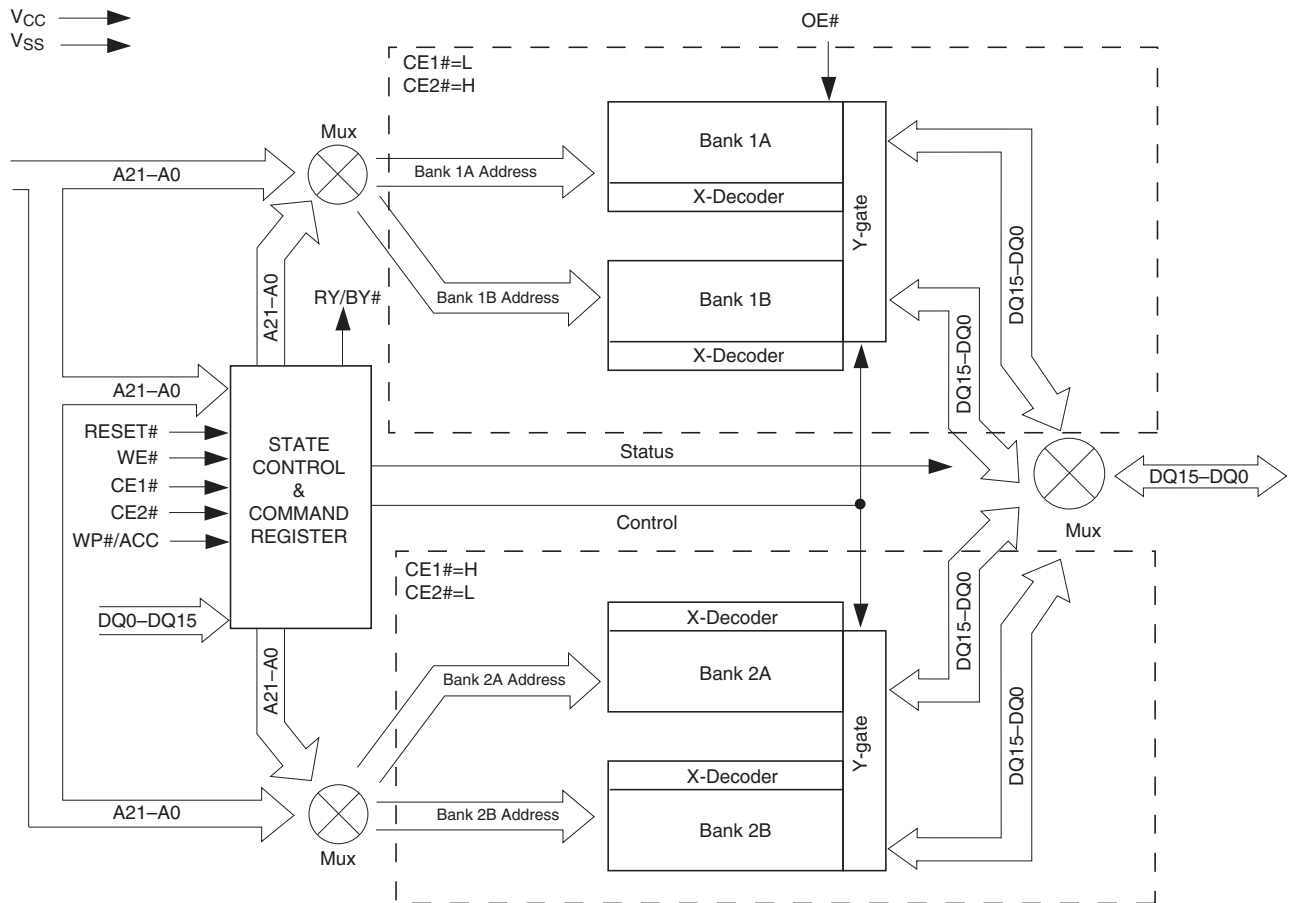 VCC
VSS
OE#
CE1#=L
CE2#=H
Mux
A21–A0
Bank 1A Address
Bank 1A
X-Decoder
Y-gate
DQ15–DQ0
A21–A0
RY/BY#
Bank 1B Address
Bank 1B
X-Decoder
DQ15–DQ0
A21–A0
RESET#
WE#
CE1#
CE2#
WP#/ACC
DQ0–DQ15
STATE
CONTROL
&
COMMAND
REGISTER
Status
Control
DQ15–DQ0
Mux
CE1#=H
CE2#=L
X-Decoder
Bank 2A
Bank 2A Address
A21–A0
Y-gate
DQ15–DQ0
DQ15–DQ0
X-Decoder
Bank 2B
Bank 2B Address
A21–A0
Mux